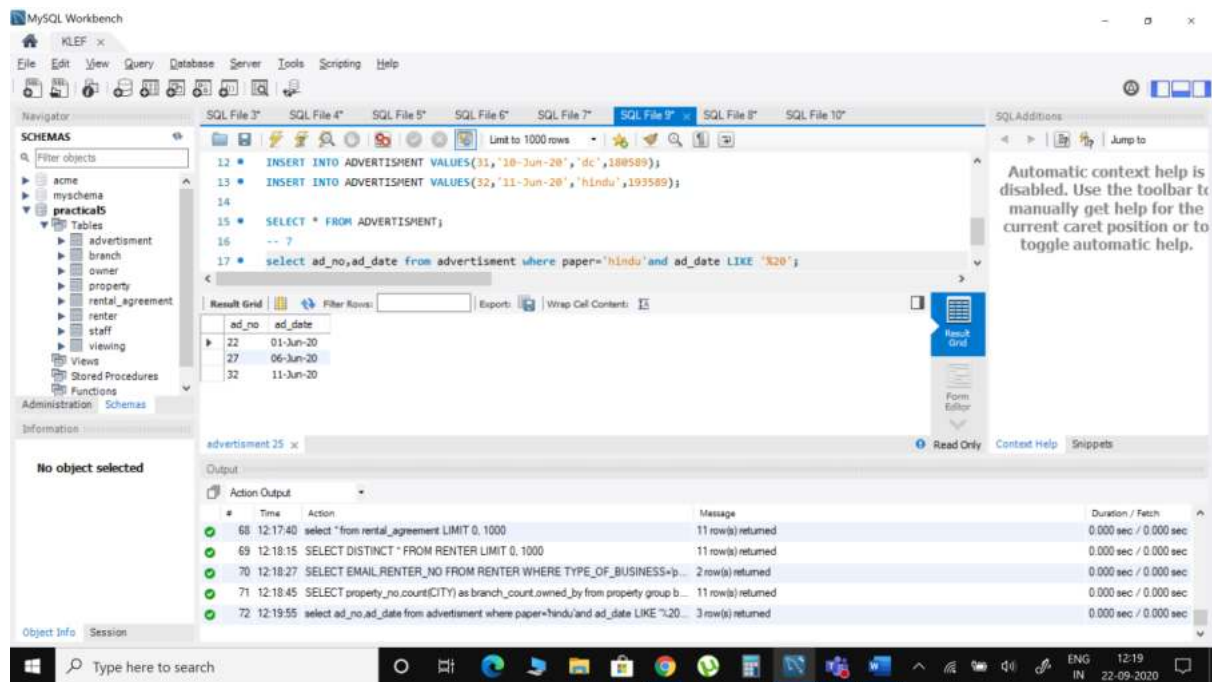 MySQL Workbench
KLEF ×
File Edit View Query Database Server Tools Scripting Help
Navigator
SCHEMAS
Filter objects
acme
myschema
practical5
Tables
advertisment
branch
owner
property
rental_agreement
renter
staff
viewing
Views
Stored Procedures
Functions
Administration Schemas
Information
No object selected
Object Info Session
SQL File 3* SQL File 4* SQL File 5* SQL File 6* SQL File 7* SQL File 9* × SQL File 8* SQL File 10*
Limit to 1000 rows
12 INSERT INTO ADVERTISMENT VALUES(31,'10-Jun-20','dc',180589);
13 INSERT INTO ADVERTISMENT VALUES(32,'11-Jun-20','hindu',193589);
14
15 SELECT * FROM ADVERTISMENT;
16 -- 7
17 select ad_no,ad_date from advertisment where paper='hindu'and ad_date LIKE '%20';
Result Grid Filter Rows: Export: Wrap Cell Content:
ad_no ad_date
22 01-Jun-20
27 06-Jun-20
32 11-Jun-20
Result Grid
Form Editor
advertisment 25 ×
Read Only
SQLAdditions
Jump to
Automatic context help is
disabled. Use the toolbar to
manually get help for the
current caret position or to
toggle automatic help.
Context Help Snippets
Output
Action Output
# Time Action Message Duration / Fetch
68 12:17:40 select * from rental_agreement LIMIT 0, 1000 11 row(s) returned 0.000 sec / 0.000 sec
69 12:18:15 SELECT DISTINCT * FROM RENTER LIMIT 0, 1000 11 row(s) returned 0.000 sec / 0.000 sec
70 12:18:27 SELECT EMAIL,RENTER_NO FROM RENTER WHERE TYPE_OF_BUSINESS='p... 2 row(s) returned 0.000 sec / 0.000 sec
71 12:18:45 SELECT property_no,count(CITY) as branch_count,owned_by from property group b... 11 row(s) returned 0.000 sec / 0.000 sec
72 12:19:55 select ad_no,ad_date from advertisment where paper='hindu'and ad_date LIKE '%20... 3 row(s) returned 0.000 sec / 0.000 sec
Type here to search
ENG 12:19
IN 22-09-2020